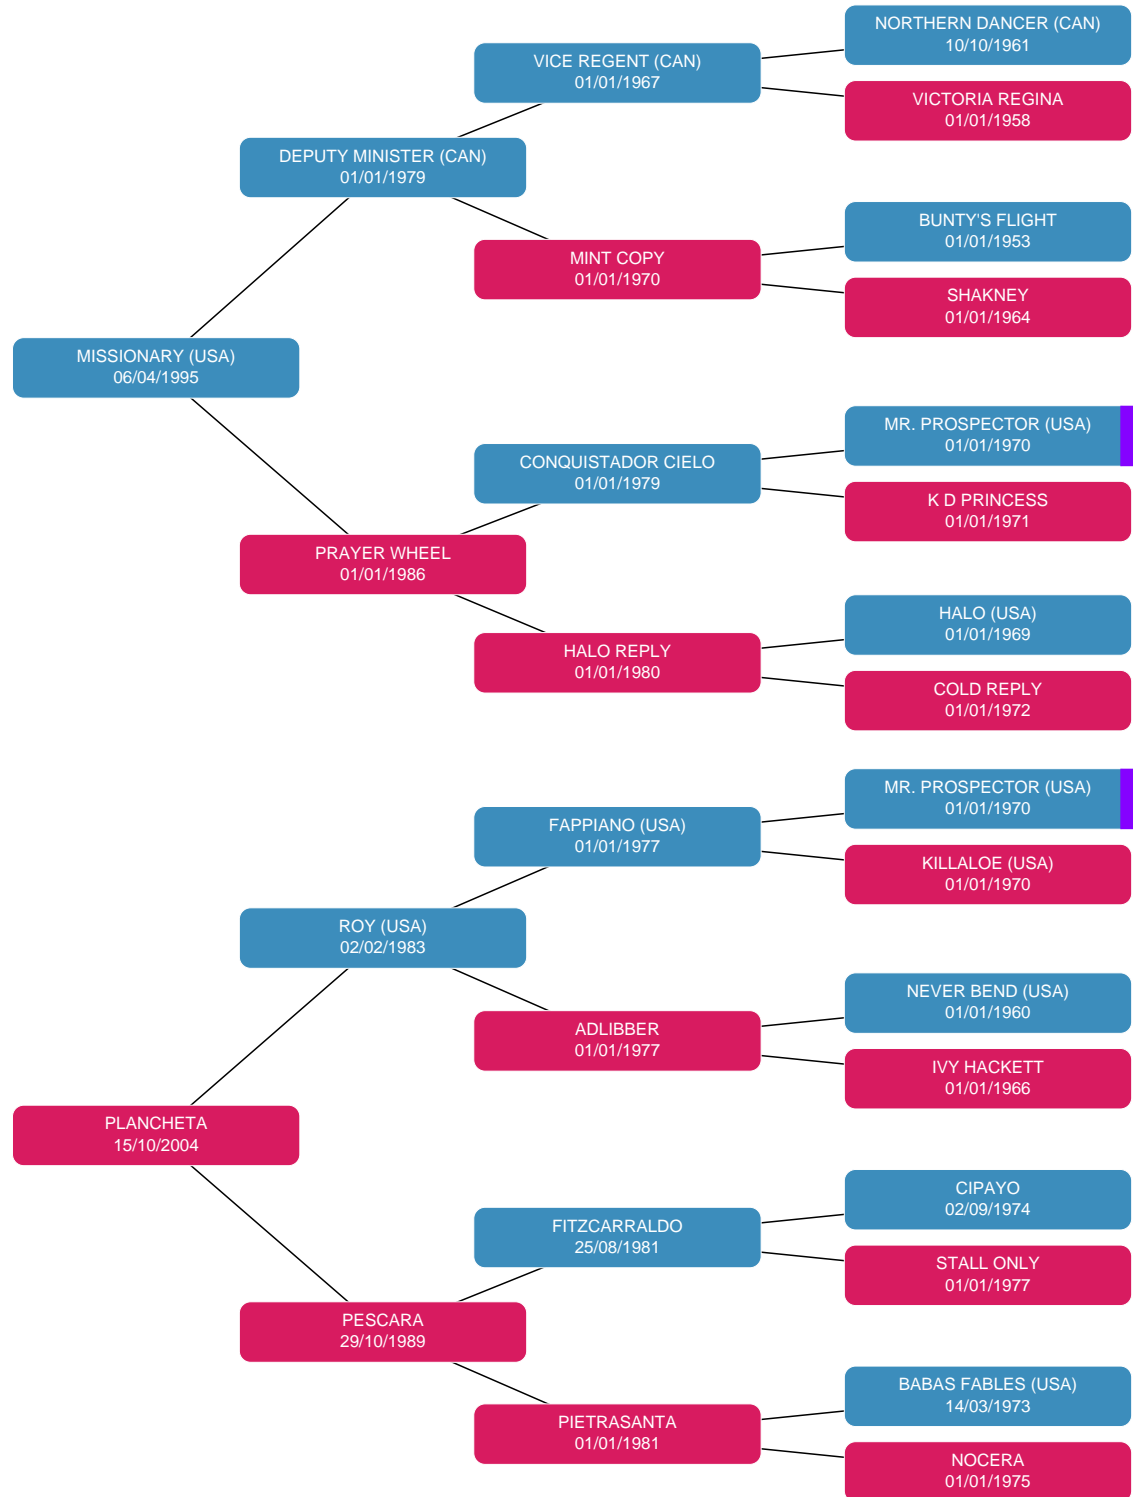 NORTHERN DANCER (CAN)
10/10/1961
VICE REGENT (CAN)
01/01/1967
VICTORIA REGINA
01/01/1958
DEPUTY MINISTER (CAN)
01/01/1979
BUNTY'S FLIGHT
01/01/1953
MINT COPY
01/01/1970
SHAKNEY
01/01/1964
MISSIONARY (USA)
06/04/1995
MR. PROSPECTOR (USA)
01/01/1970
CONQUISTADOR CIELO
01/01/1979
K D PRINCESS
01/01/1971
PRAYER WHEEL
01/01/1986
HALO (USA)
01/01/1969
HALO REPLY
01/01/1980
COLD REPLY
01/01/1972
MR. PROSPECTOR (USA)
01/01/1970
FAPPIANO (USA)
01/01/1977
KILLALOE (USA)
01/01/1970
ROY (USA)
02/02/1983
NEVER BEND (USA)
01/01/1960
ADLIBBER
01/01/1977
IVY HACKETT
01/01/1966
PLANCHETA
15/10/2004
CIPAYO
02/09/1974
FITZCARRALDO
25/08/1981
STALL ONLY
01/01/1977
PESCARA
29/10/1989
BABAS FABLES (USA)
14/03/1973
PIETRASANTA
01/01/1981
NOCERA
01/01/1975